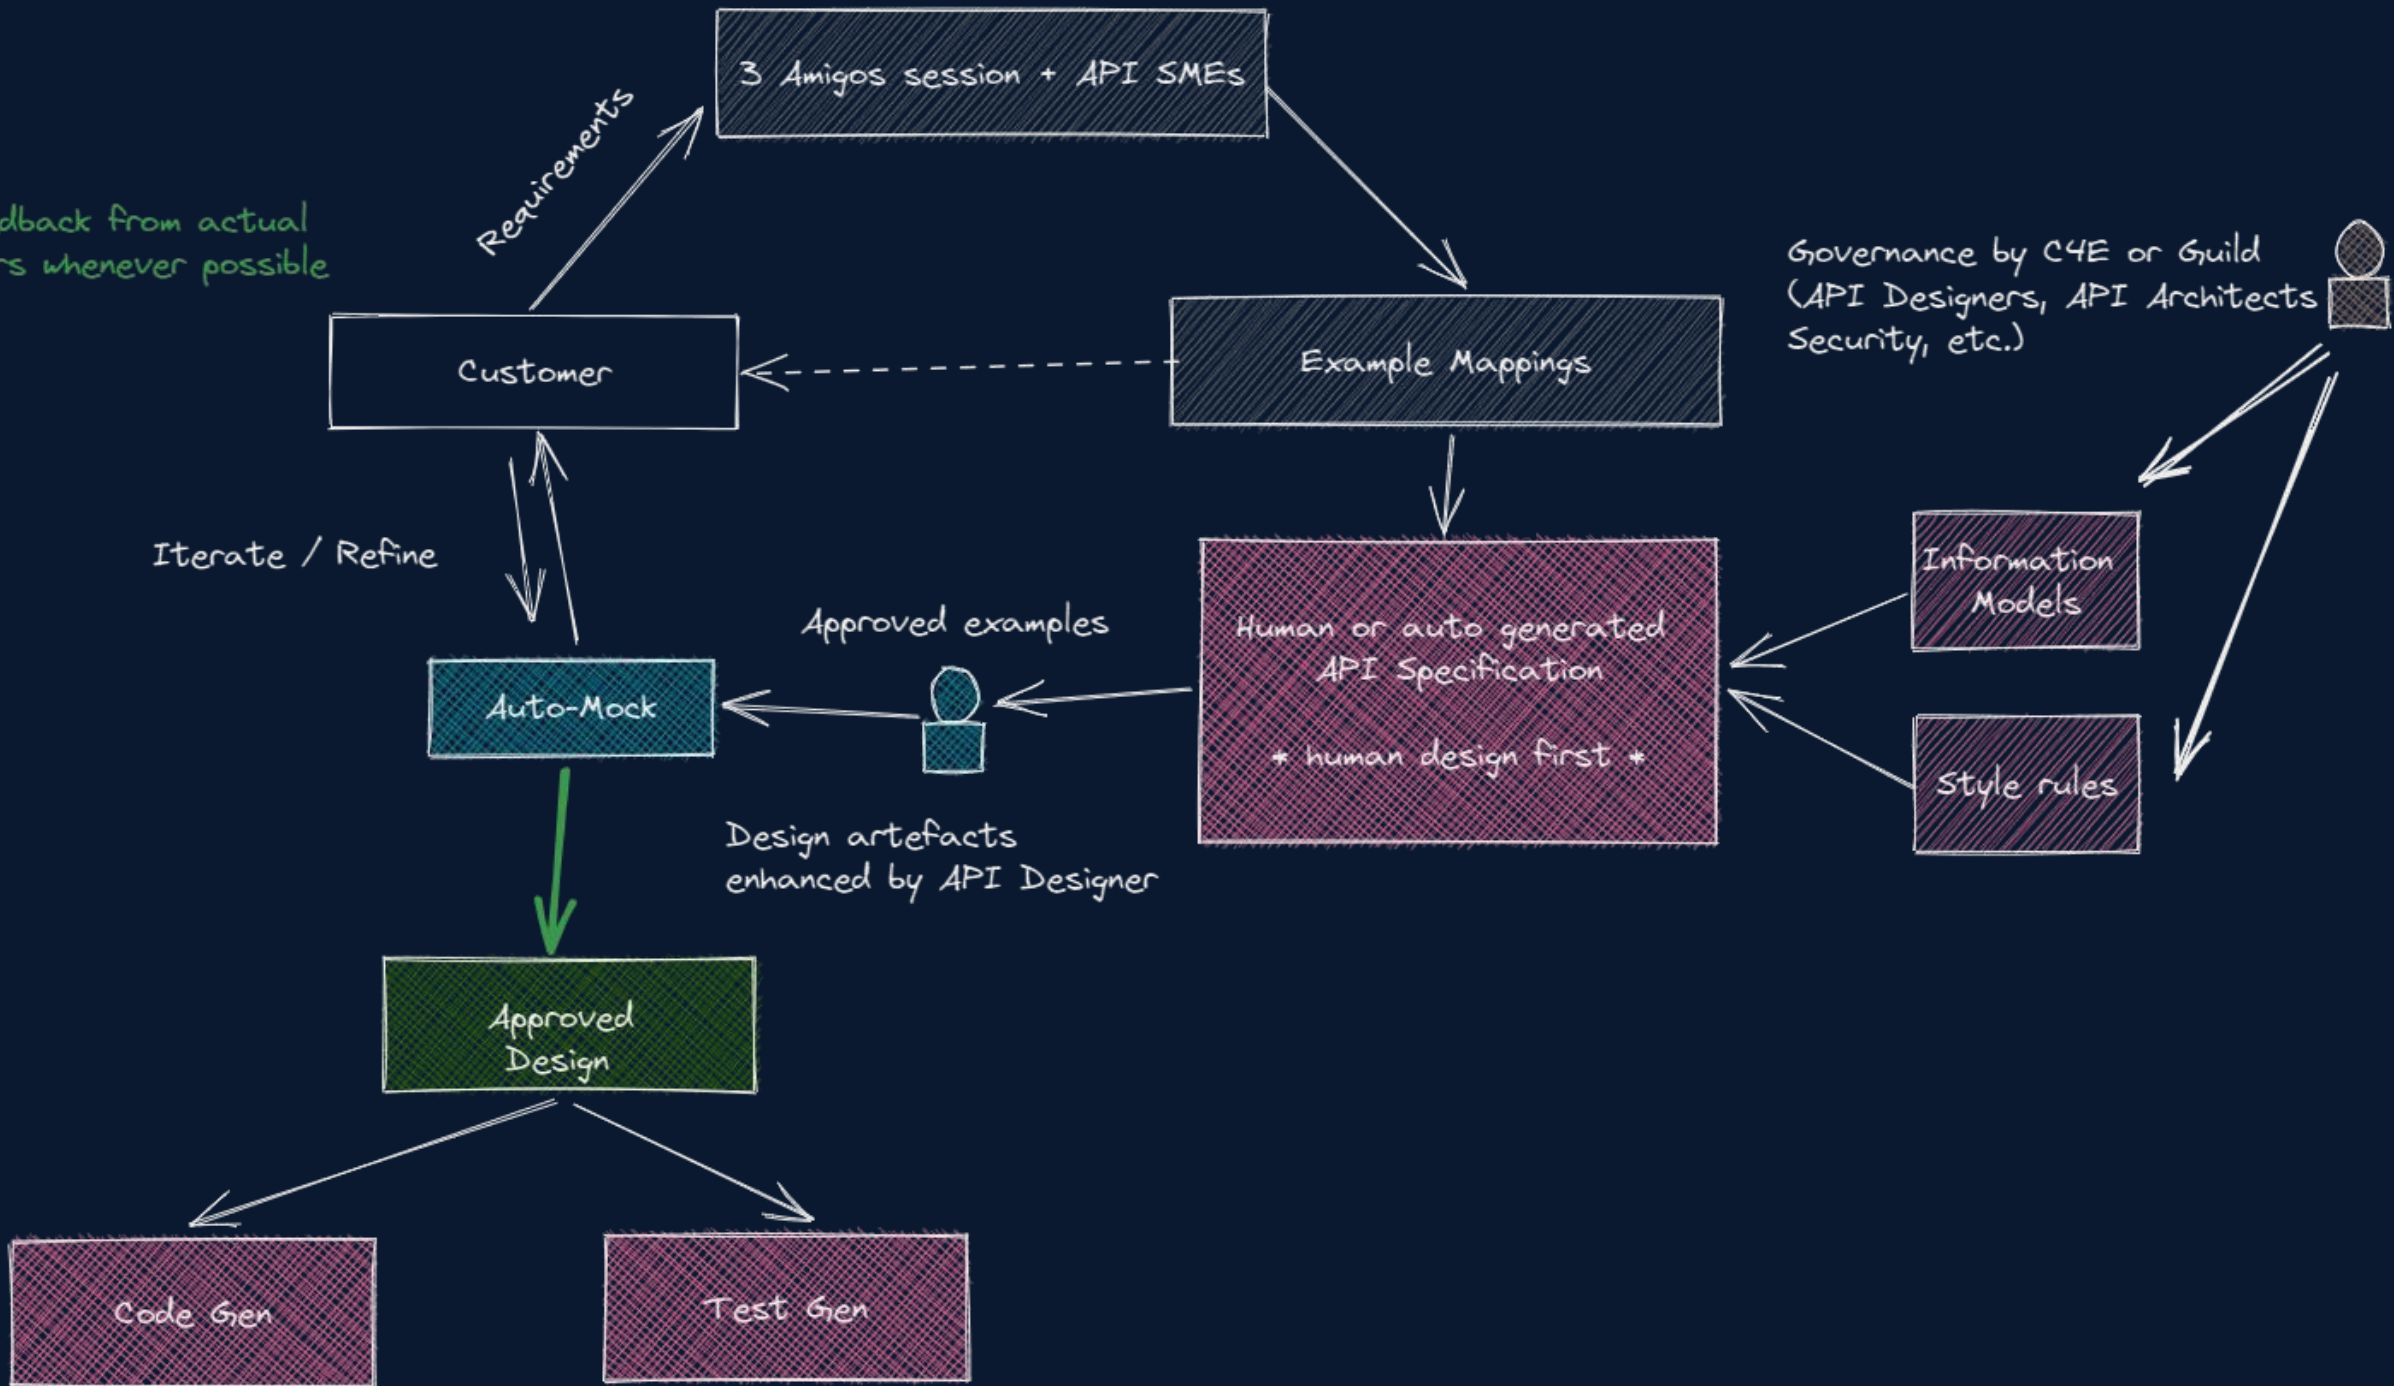 3 Amigos session + API SMEs
Requirements
from actual
whenever possible
Governance by C4E or Guild
(API Designers, API Architects
Security, etc.)
Customer
Example Mappings
Iterate / Refine
Information
Models
Approved examples
Human or auto generated
API Specification
* human design first *
Auto-Mock
Style rules
Design artefacts
enhanced by API Designer
Approved
Design
Code Gen
Test Gen